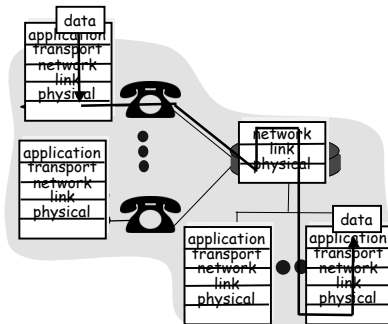 data
application
transport
network
link
physical
application
transport
network
link
physical
network
link
physical
data
application
transport
network
link
physical
application
transport
network
link
physical